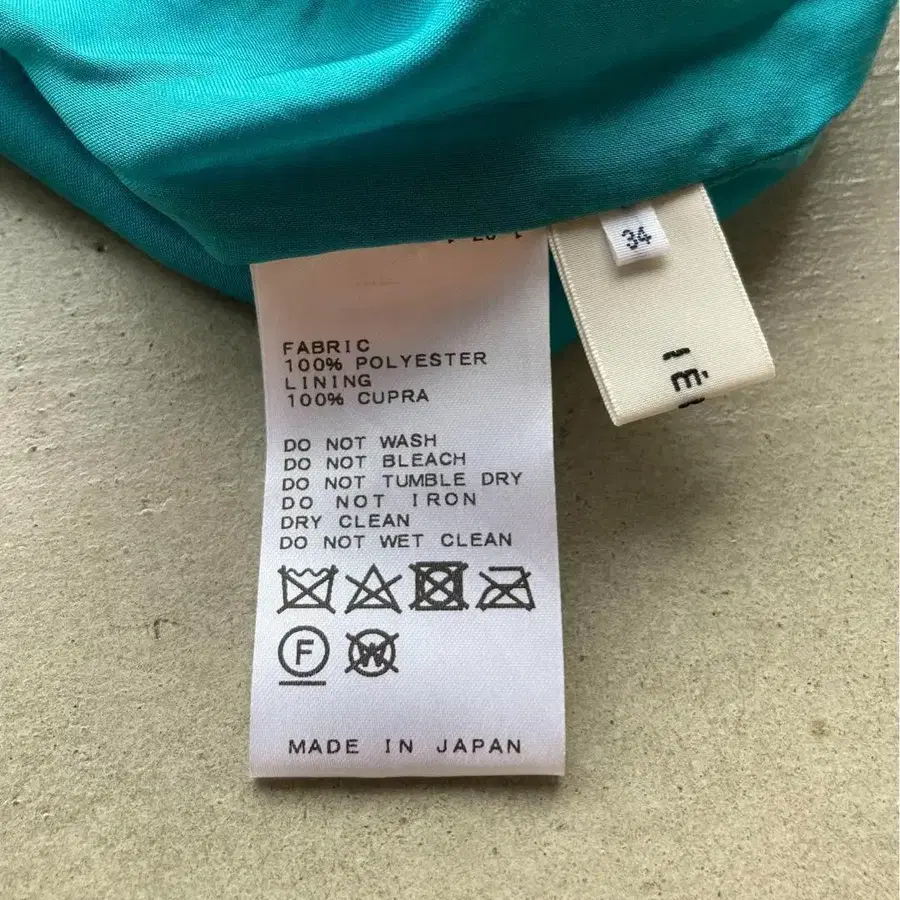 34
FABRIC
100% POLYESTER
LINING
100% CUPRA
DO NOT WASH
DO NOT BLEACH
DO NOT TUMBLE DRY
DO NOT IRON
DRY CLEAN
DO NOT WET CLEAN
F W
MADE IN JAPAN